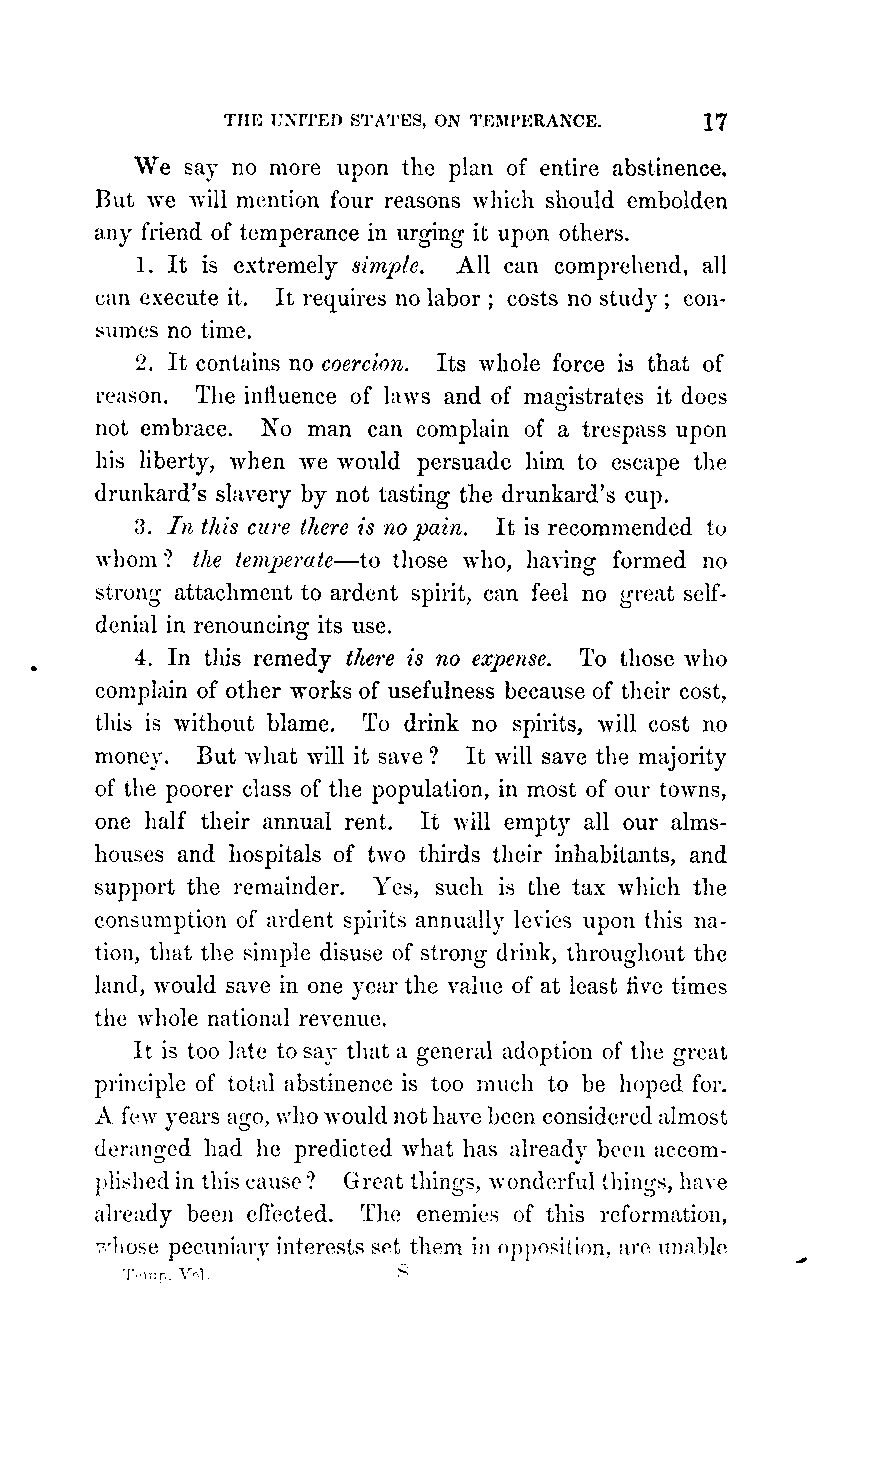 THE UNITED STATES, ON TEMPERANCE. 17
We say no more upon the plan of entire abstinence.
But we will mention four reasons which should embolden
any friend of temperance in urging it upon others.
1. It is extremely simple. All can comprehend, all
can execute it. It requires no labor ; costs no study ; con-
sumes no time.
2. It contains no coercion. Its whole force is that of
reason. The influence of laws and of magistrates it does
not embrace. No man can complain of a trespass upon
his liberty, when we would persuade him to escape the
drunkard's slavery by not tasting the drunkard's cup.
3. In this cure there is no pain. It is recommended to
whom? the temperate—to those who, having formed no
strong attachment to ardent spirit, can feel no great self-
denial in renouncing its use.
4. In this remedy there is no expense. To those who
complain of other works of usefulness because of their cost,
this is without blame. To drink no spirits, will cost no
money. But what will it save? It will save the majority
of the poorer class of the population, in most of our towns,
one half their annual rent. It will empty all our alms-
houses and hospitals of two thirds their inhabitants, and
support the remainder. Yes, such is the tax which the
consumption of ardent spirits annually levies upon this na-
tion, that the simple disuse of strong drink, throughout the
land, would save in one year the value of at least five times
the whole national revenue.
It is too late to say that a general adoption of the great
principle of total abstinence is too much to be hoped for.
A few years ago, who would not have been considered almost
deranged had he predicted what has already been accom-
plished in this cause? Great things, wonderful things, have
already been effected. The enemies of this reformation,
whose pecuniary interests set them in opposition, are unable
Temp. Vol.